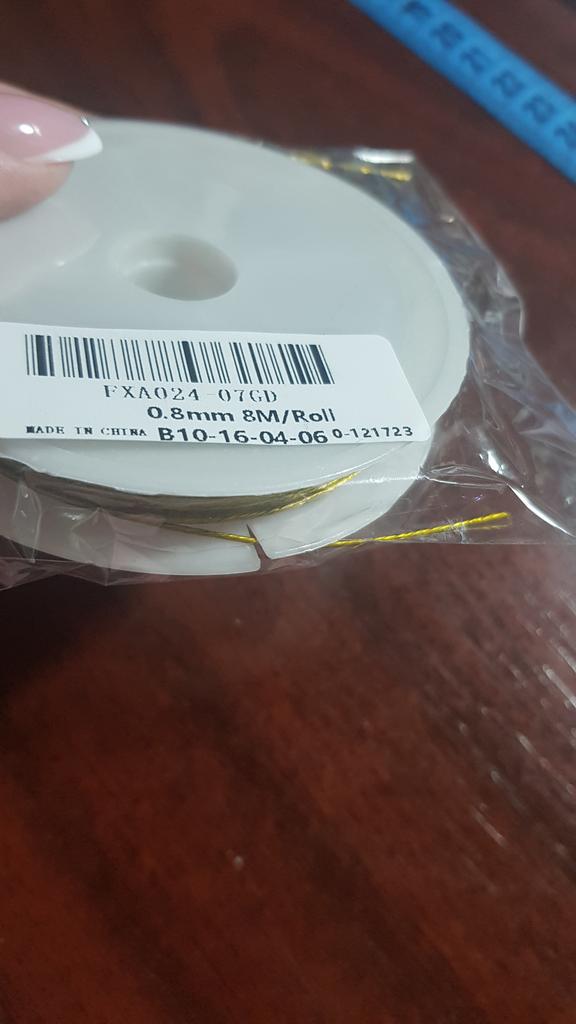 FXA024-07GD
0.8mm 8M/Roll
MADE IN CHINA B10-16-04-06 0-121723